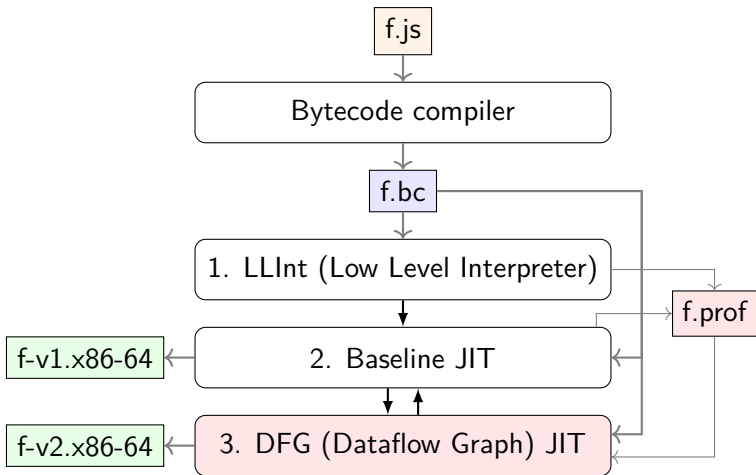 f.js
Bytecode compiler
f.bc
1. LLInt (Low Level Interpreter)
f.prof
f-v1.x86-64
2. Baseline JIT
f-v2.x86-64
3. DFG (Dataflow Graph) JIT